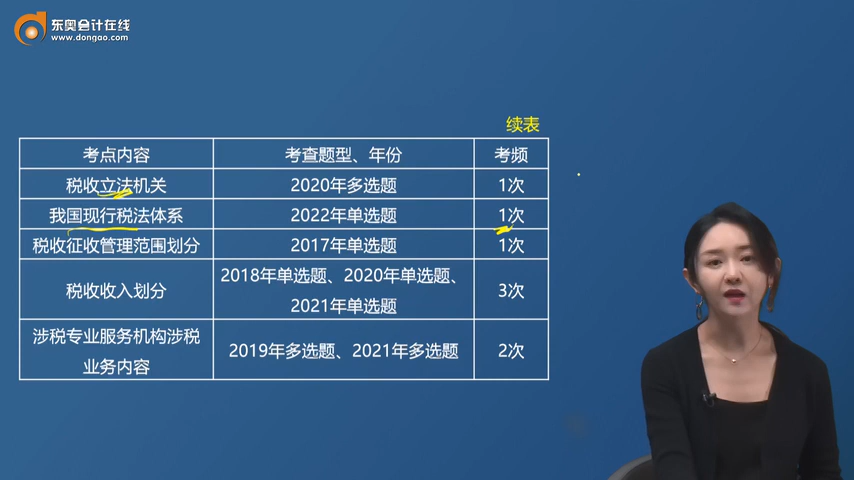 东奥会计在线
www.dongao.com
续表
考点内容 考查题型、年份 考频
税收立法机关 2020年多选题 1次
我国现行税法体系 2022年单选题 1次
税收征收管理范围划分 2017年单选题 1次
税收收入划分 2018年单选题、2020年单选题、
2021年单选题 3次
涉税专业服务机构涉税
业务内容 2019年多选题、2021年多选题 2次